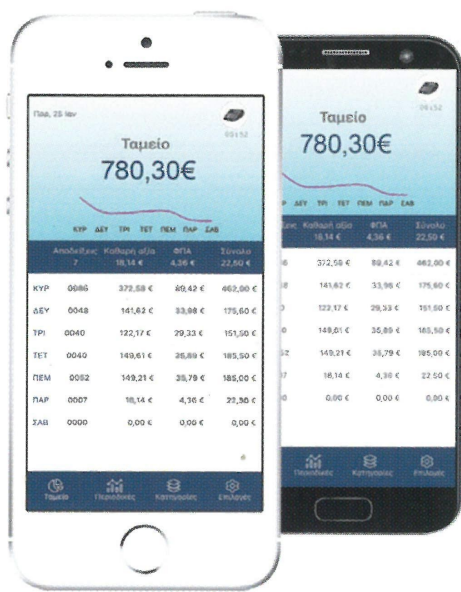 Παρ, 25 Ιαν
09:52
Ταμείο
780,30€
ΚΥΡ ΔΕΥ ΤΡΙ ΤΕΤ ΠΕΜ ΠΑΡ ΣΑΒ
Αποδείξεις Καθαρή αξία ΦΠΑ Σύνολο
7 18,14 € 4,36 € 22,50 €
ΚΥΡ 0086 372,58 € 89,42 € 462,00 €
ΔΕΥ 0048 141,62 € 33,98 € 175,60 €
ΤΡΙ 0040 122,17 € 29,33 € 151,50 €
ΤΕΤ 0040 149,61 € 35,89 € 185,50 €
ΠΕΜ 0052 149,21 € 35,79 € 185,00 €
ΠΑΡ 0007 18,14 € 4,36 € 22,50 €
ΣΑΒ 0000 0,00 € 0,00 € 0,00 €
Ταμείο Περιοδικές Κατηγορίες Επιλογές
09:52
Ταμείο
780,30€
ΔΕΥ ΤΡΙ ΤΕΤ ΠΕΜ ΠΑΡ ΣΑΒ
Καθαρή αξία ΦΠΑ Σύνολο
18,14 € 4,36 € 22,50 €
372,58 € 89,42 € 462,00 €
141,62 € 33,98 € 175,60 €
122,17 € 29,33 € 151,50 €
149,61 € 35,89 € 185,50 €
149,21 € 35,79 € 185,00 €
18,14 € 4,36 € 22,50 €
0,00 € 0,00 € 0,00 €
Περιοδικές Κατηγορίες Επιλογές